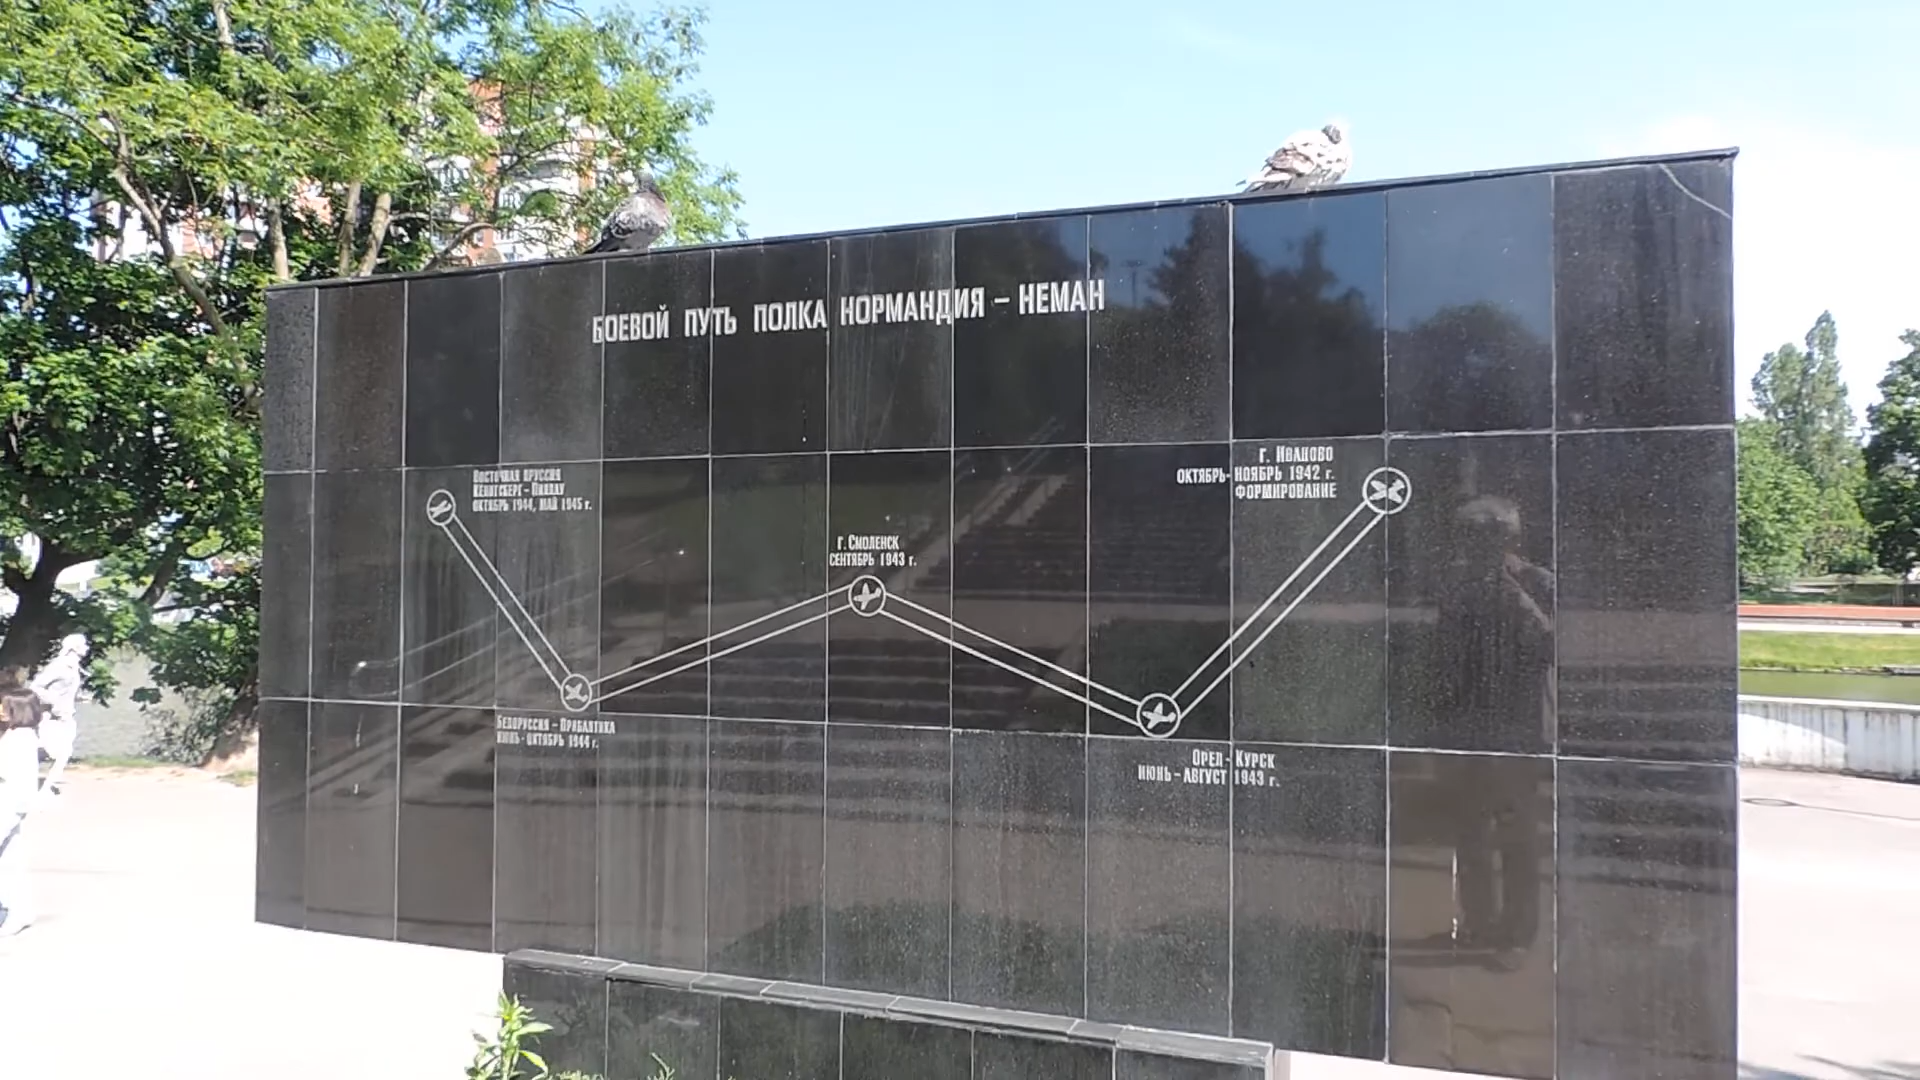 БОЕВОЙ ПУТЬ ПОЛКА НОРМАНДИЯ – НЕМАН
ВОСТОЧНАЯ ПРУССИЯ
КЕНИГСБЕРГ – ПИЛЛАУ
ОКТЯБРЬ 1944, МАЙ 1945 г.
БЕЛОРУССИЯ – ПРИБАЛТИКА
ИЮНЬ – ОКТЯБРЬ 1944 г.
г. СМОЛЕНСК
СЕНТЯБРЬ 1943 г.
ОРЕЛ – КУРСК
ИЮНЬ – АВГУСТ 1943 г.
г. ИВАНОВО
ОКТЯБРЬ – НОЯБРЬ 1942 г.
ФОРМИРОВАНИЕ